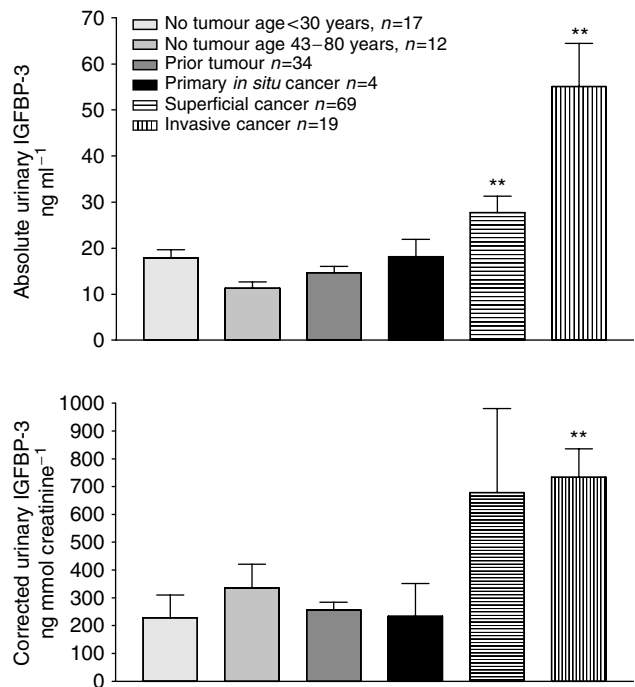 No tumour age<30 years, n=17
No tumour age 43–80 years, n=12
Prior tumour n=34
Primary in situ cancer n=4
Superficial cancer n=69
Invasive cancer n=19
Absolute urinary IGFBP-3
ng ml⁻¹
70
60
50
40
30
20
10
0
**
**
Corrected urinary IGFBP-3
ng mmol creatinine⁻¹
1000
900
800
700
600
500
400
300
200
100
0
**